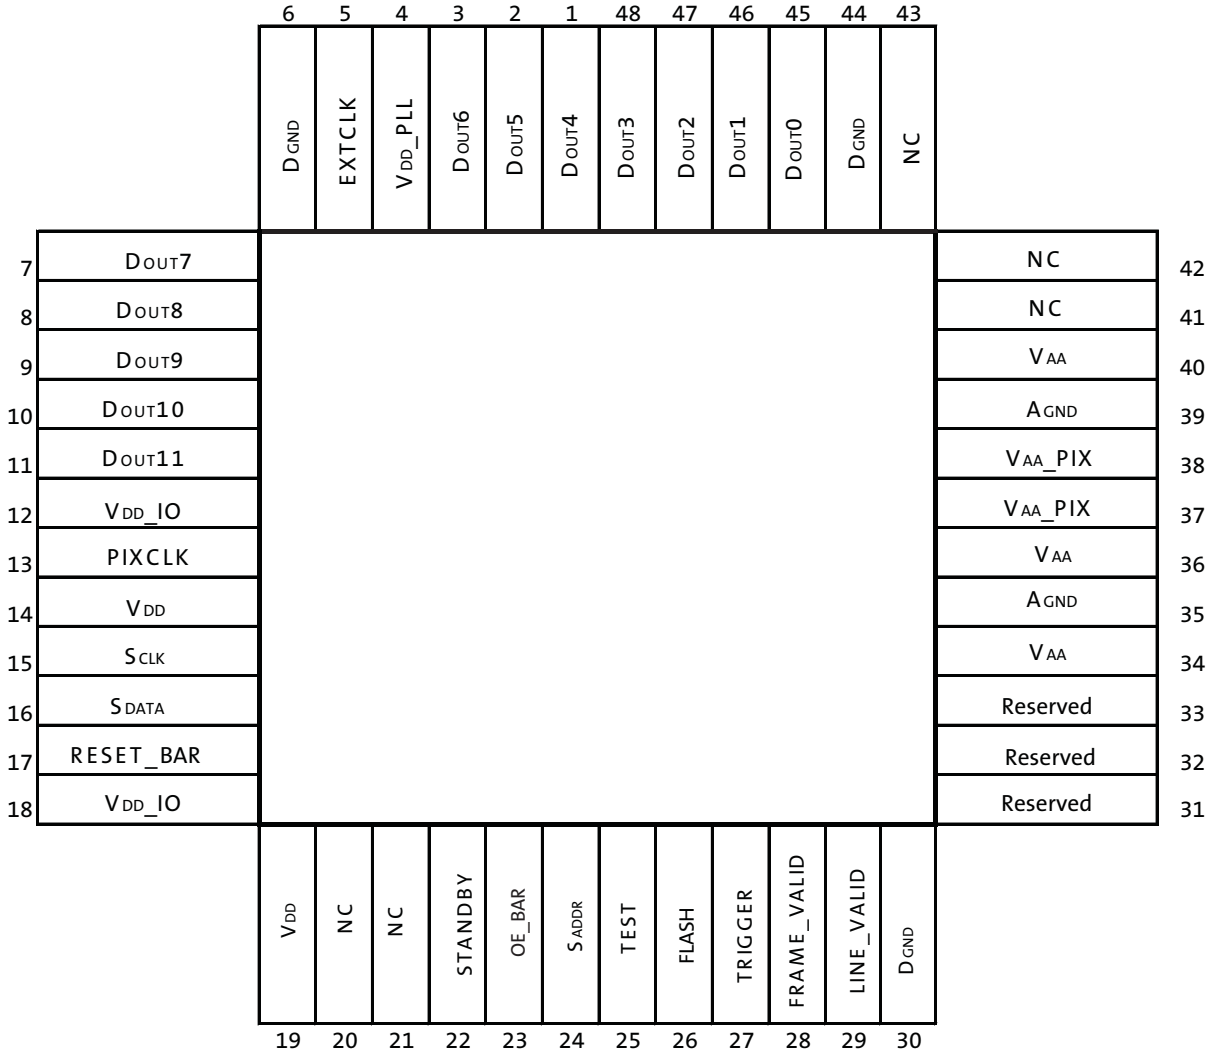 6 5 4 3 2 1 48 47 46 45 44 43
DGND
EXTCLK
VDD_PLL
DOUT6
DOUT5
DOUT4
DOUT3
DOUT2
DOUT1
DOUT0
DGND
NC
7 DOUT7
8 DOUT8
9 DOUT9
10 DOUT10
11 DOUT11
12 VDD_IO
13 PIXCLK
14 VDD
15 SCLK
16 SDATA
17 RESET_BAR
18 VDD_IO
NC 42
NC 41
VAA 40
AGND 39
VAA_PIX 38
VAA_PIX 37
VAA 36
AGND 35
VAA 34
Reserved 33
Reserved 32
Reserved 31
VDD
NC
NC
STANDBY
OE_BAR
SADDR
TEST
FLASH
TRIGGER
FRAME_VALID
LINE_VALID
DGND
19 20 21 22 23 24 25 26 27 28 29 30